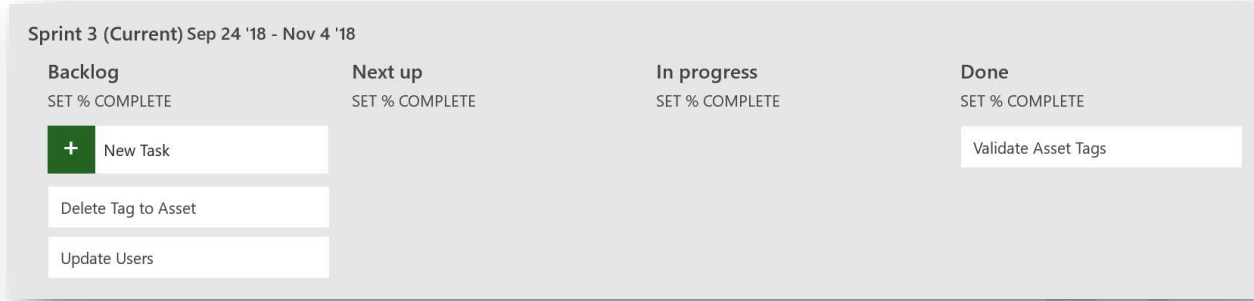 Sprint 3 (Current) Sep 24 '18 - Nov 4 '18
Backlog
SET % COMPLETE
+ New Task
Delete Tag to Asset
Update Users
Next up
SET % COMPLETE
In progress
SET % COMPLETE
Done
SET % COMPLETE
Validate Asset Tags